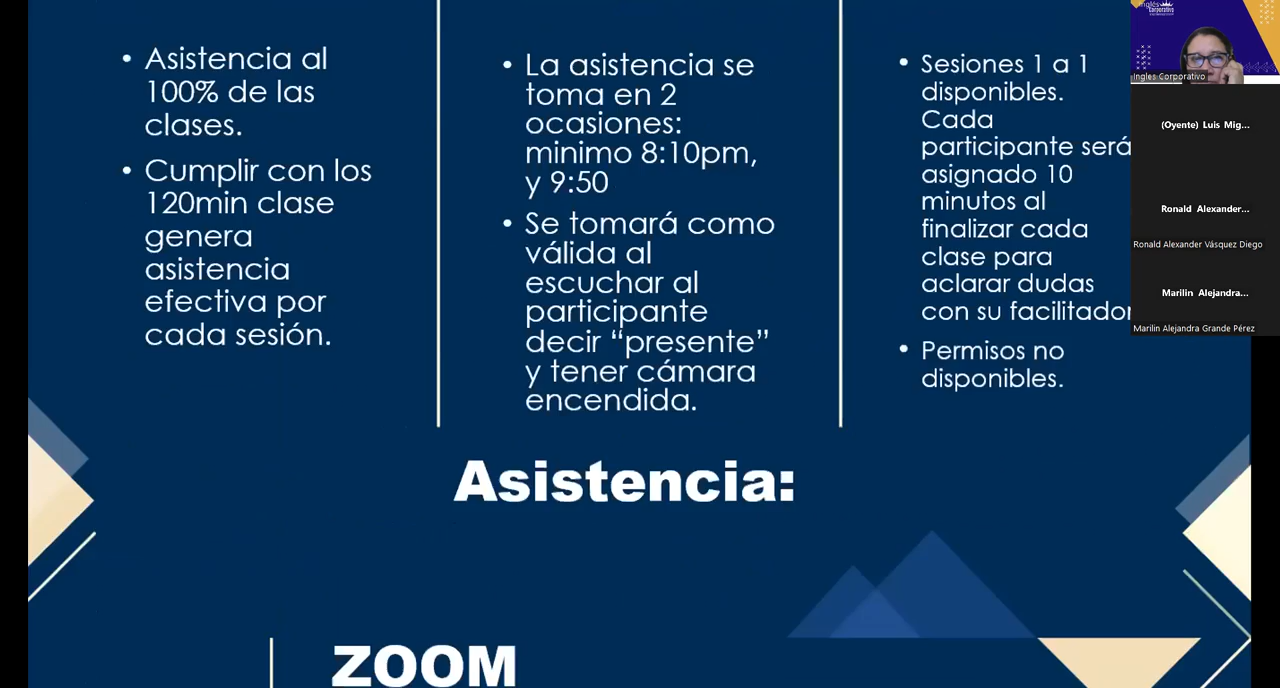 • Asistencia al
100% de las
clases.
• Cumplir con los
120min clase
genera
asistencia
efectiva por
cada sesión.
• La asistencia se
toma en 2
ocasiones:
minimo 8:10pm,
y 9:50
• Se tomará como
válida al
escuchar al
participante
decir “presente”
y tener cámara
encendida.
• Sesiones 1 a 1
disponibles.
Cada
participante será
asignado 10
minutos al
finalizar cada
clase para
aclarar dudas
con su facilitador
• Permisos no
disponibles.
Asistencia:
ZOOM
Inglés
Corporativo
Ingles Corporativo
(Oyente) Luis Mig...
Ronald Alexander...
Ronald Alexander Vásquez Diego
Marilin Alejandra...
Marilin Alejandra Grande Pérez